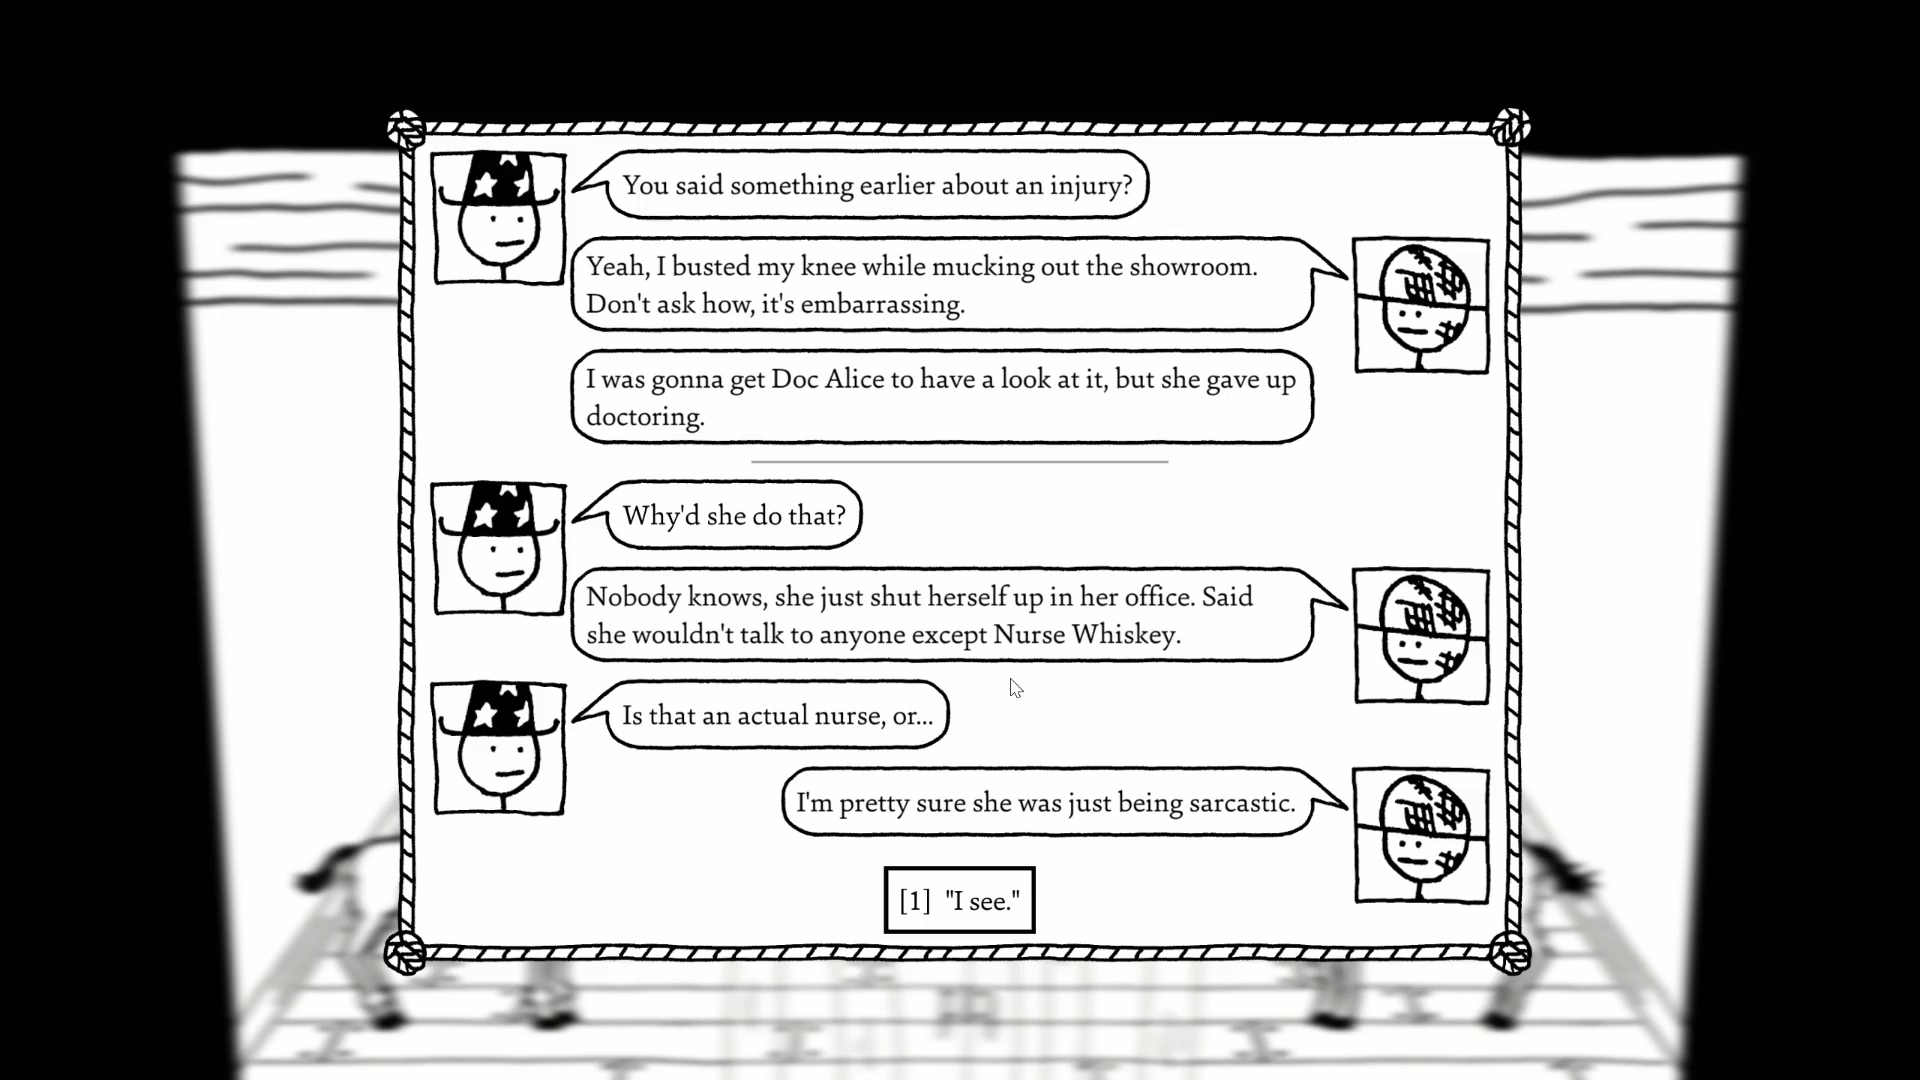 You said something earlier about an injury?
Yeah, I busted my knee while mucking out the showroom.
Don't ask how, it's embarrassing.
I was gonna get Doc Alice to have a look at it, but she gave up
doctoring.
Why'd she do that?
Nobody knows, she just shut herself up in her office. Said
she wouldn't talk to anyone except Nurse Whiskey.
Is that an actual nurse, or...
I'm pretty sure she was just being sarcastic.
[1] "I see."